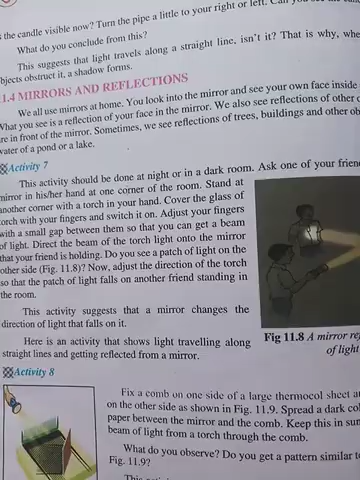 the candle visible now? Turn the pipe a little to your right or left. Can you see the
What do you conclude from this?
This suggests that light travels along a straight line, isn't it? That is why, whe
bjects obstruct it, a shadow forms.
1.4 MIRRORS AND REFLECTIONS
We all use mirrors at home. You look into the mirror and see your own face inside
What you see is a reflection of your face in the mirror. We also see reflections of other o
re in front of the mirror. Sometimes, we see reflections of trees, buildings and other ob
water of a pond or a lake.
Activity 7
This activity should be done at night or in a dark room. Ask one of your frien
mirror in his/her hand at one corner of the room. Stand at
another corner with a torch in your hand. Cover the glass of
torch with your fingers and switch it on. Adjust your fingers
with a small gap between them so that you can get a beam
of light. Direct the beam of the torch light onto the mirror
that your friend is holding. Do you see a patch of light on the
other side (Fig. 11.8)? Now, adjust the direction of the torch
so that the patch of light falls on another friend standing in
the room.
This activity suggests that a mirror changes the
direction of light that falls on it.
Here is an activity that shows light travelling along
straight lines and getting reflected from a mirror.
Fig 11.8 A mirror re
of light
Activity 8
Fix a comb on one side of a large thermocol sheet a
on the other side as shown in Fig. 11.9. Spread a dark col
paper between the mirror and the comb. Keep this in sun
beam of light from a torch through the comb.
What do you observe? Do you get a pattern similar t
Fig. 11.9?